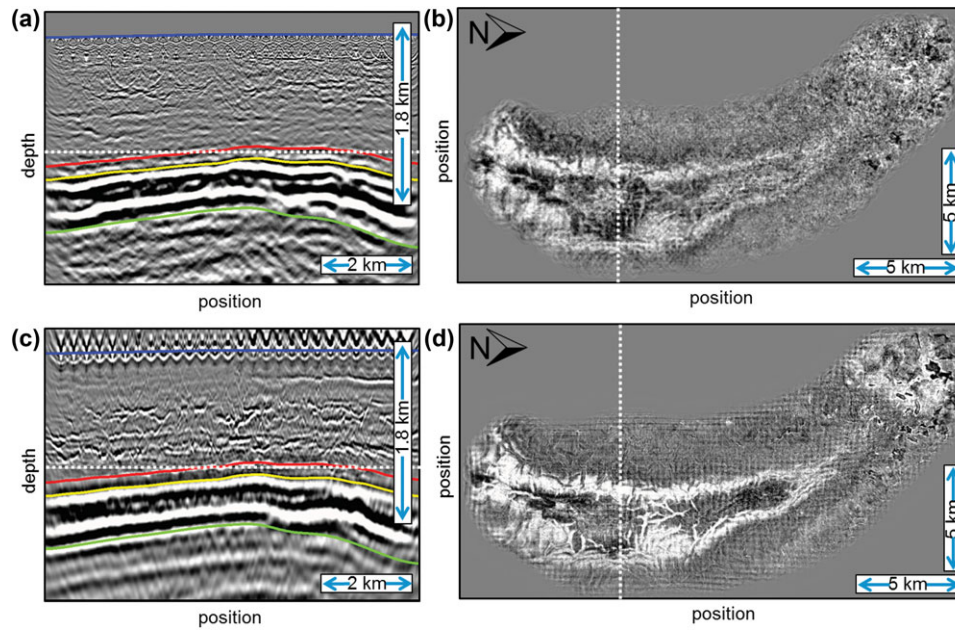 (a)
depth
1.8 km
2 km
position
(b)
N
position
5 km
5 km
position
(c)
depth
1.8 km
2 km
position
(d)
N
position
5 km
5 km
position